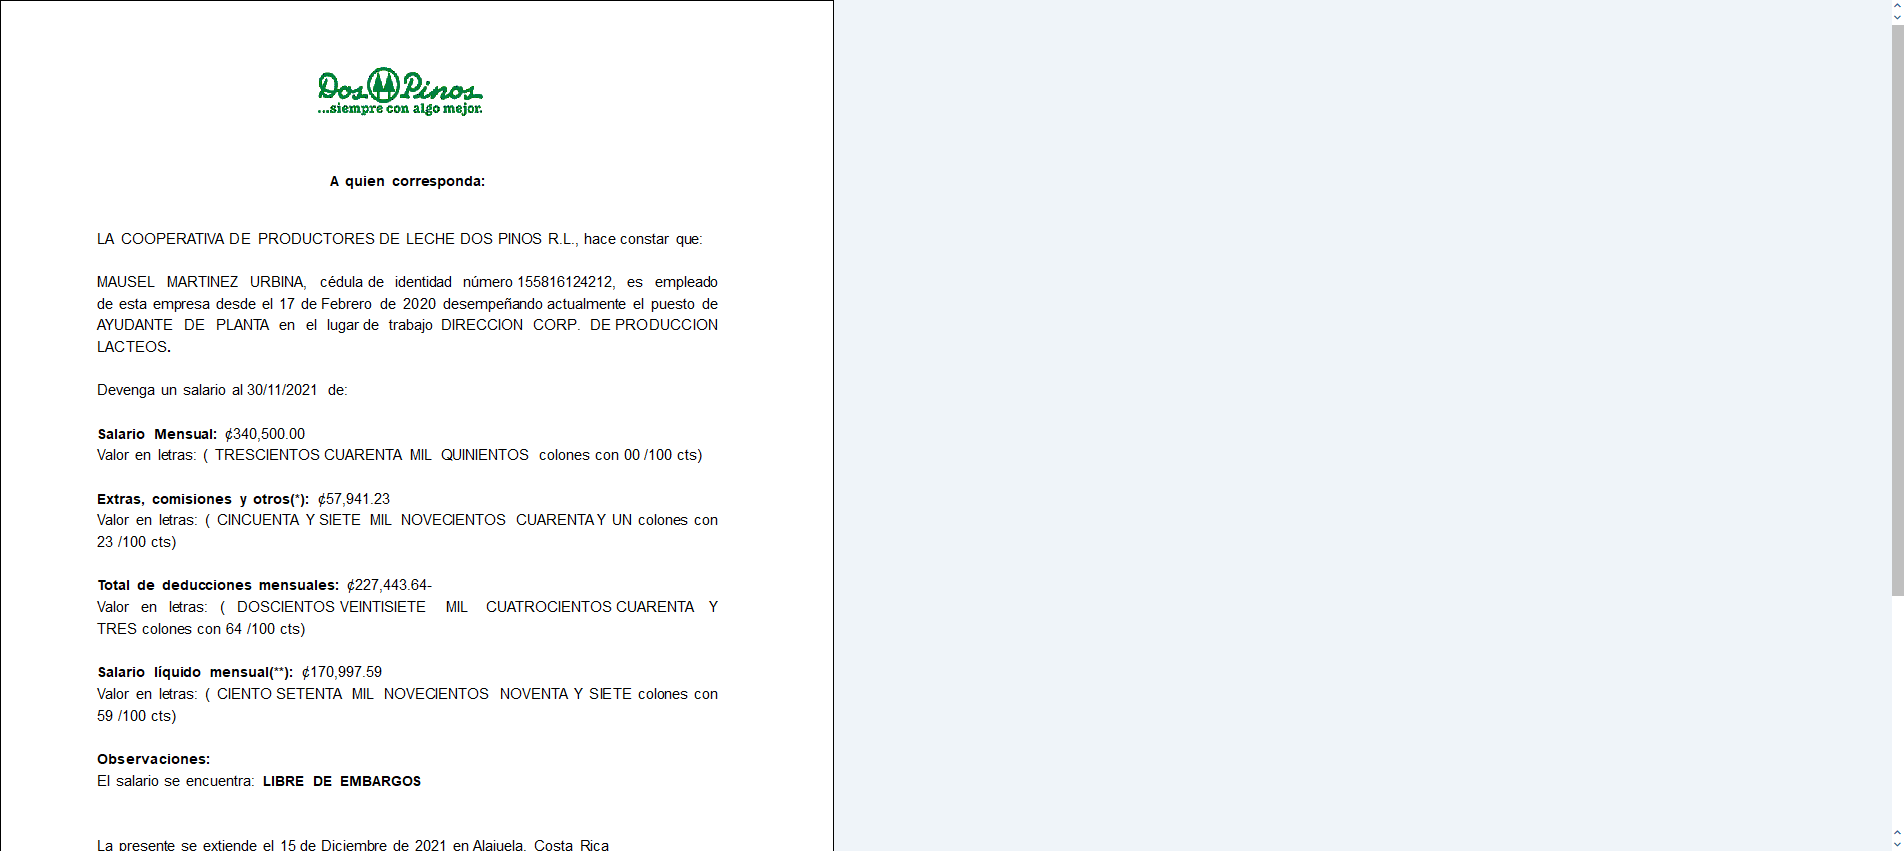 Dos Pinos
...siempre con algo mejor.
A quien corresponda:
LA COOPERATIVA DE PRODUCTORES DE LECHE DOS PINOS R.L., hace constar que:
MAUSEL MARTINEZ URBINA, cédula de identidad número 155816124212, es empleado
de esta empresa desde el 17 de Febrero de 2020 desempeñando actualmente el puesto de
AYUDANTE DE PLANTA en el lugar de trabajo DIRECCION CORP. DE PRODUCCION
LACTEOS.
Devenga un salario al 30/11/2021 de:
Salario Mensual: ¢340,500.00
Valor en letras: ( TRESCIENTOS CUARENTA MIL QUINIENTOS colones con 00 /100 cts)
Extras, comisiones y otros(*): ¢57,941.23
Valor en letras: ( CINCUENTA Y SIETE MIL NOVECIENTOS CUARENTA Y UN colones con
23 /100 cts)
Total de deducciones mensuales: ¢227,443.64-
Valor en letras: ( DOSCIENTOS VEINTISIETE MIL CUATROCIENTOS CUARENTA Y
TRES colones con 64 /100 cts)
Salario líquido mensual(**): ¢170,997.59
Valor en letras: ( CIENTO SETENTA MIL NOVECIENTOS NOVENTA Y SIETE colones con
59 /100 cts)
Observaciones:
El salario se encuentra: LIBRE DE EMBARGOS
La presente se extiende el 15 de Diciembre de 2021 en Alajuela, Costa Rica